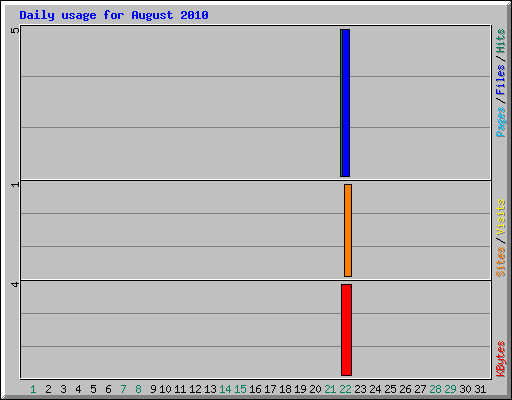 Daily usage for August 2010
5
Pages / Files / Hits
1
Sites / Visits
4
KBytes
1 2 3 4 5 6 7 8 9 10 11 12 13 14 15 16 17 18 19 20 21 22 23 24 25 26 27 28 29 30 31